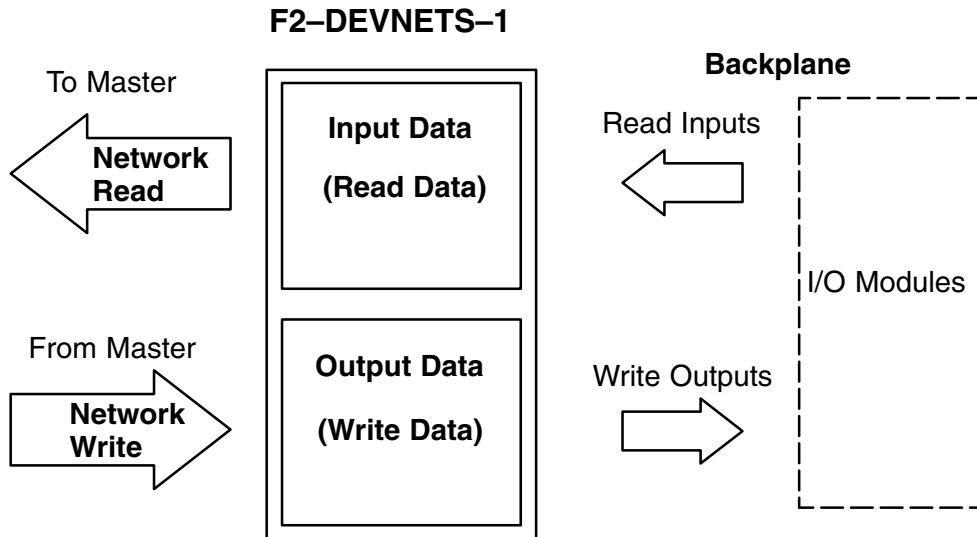 F2–DEVNETS–1
To Master
Network
Read
Input Data
(Read Data)
Backplane
Read Inputs
I/O Modules
From Master
Network
Write
Output Data
(Write Data)
Write Outputs